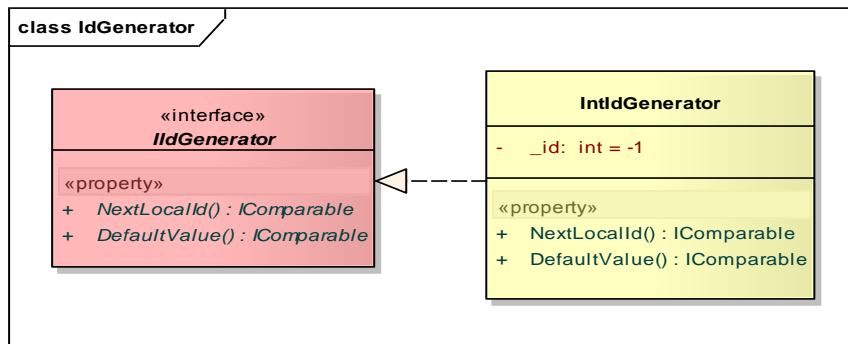 class IdGenerator
«interface»
IIdGenerator
«property»
+ NextLocalId() : IComparable
+ DefaultValue() : IComparable
IntIdGenerator
- _id: int = -1
«property»
+ NextLocalId() : IComparable
+ DefaultValue() : IComparable